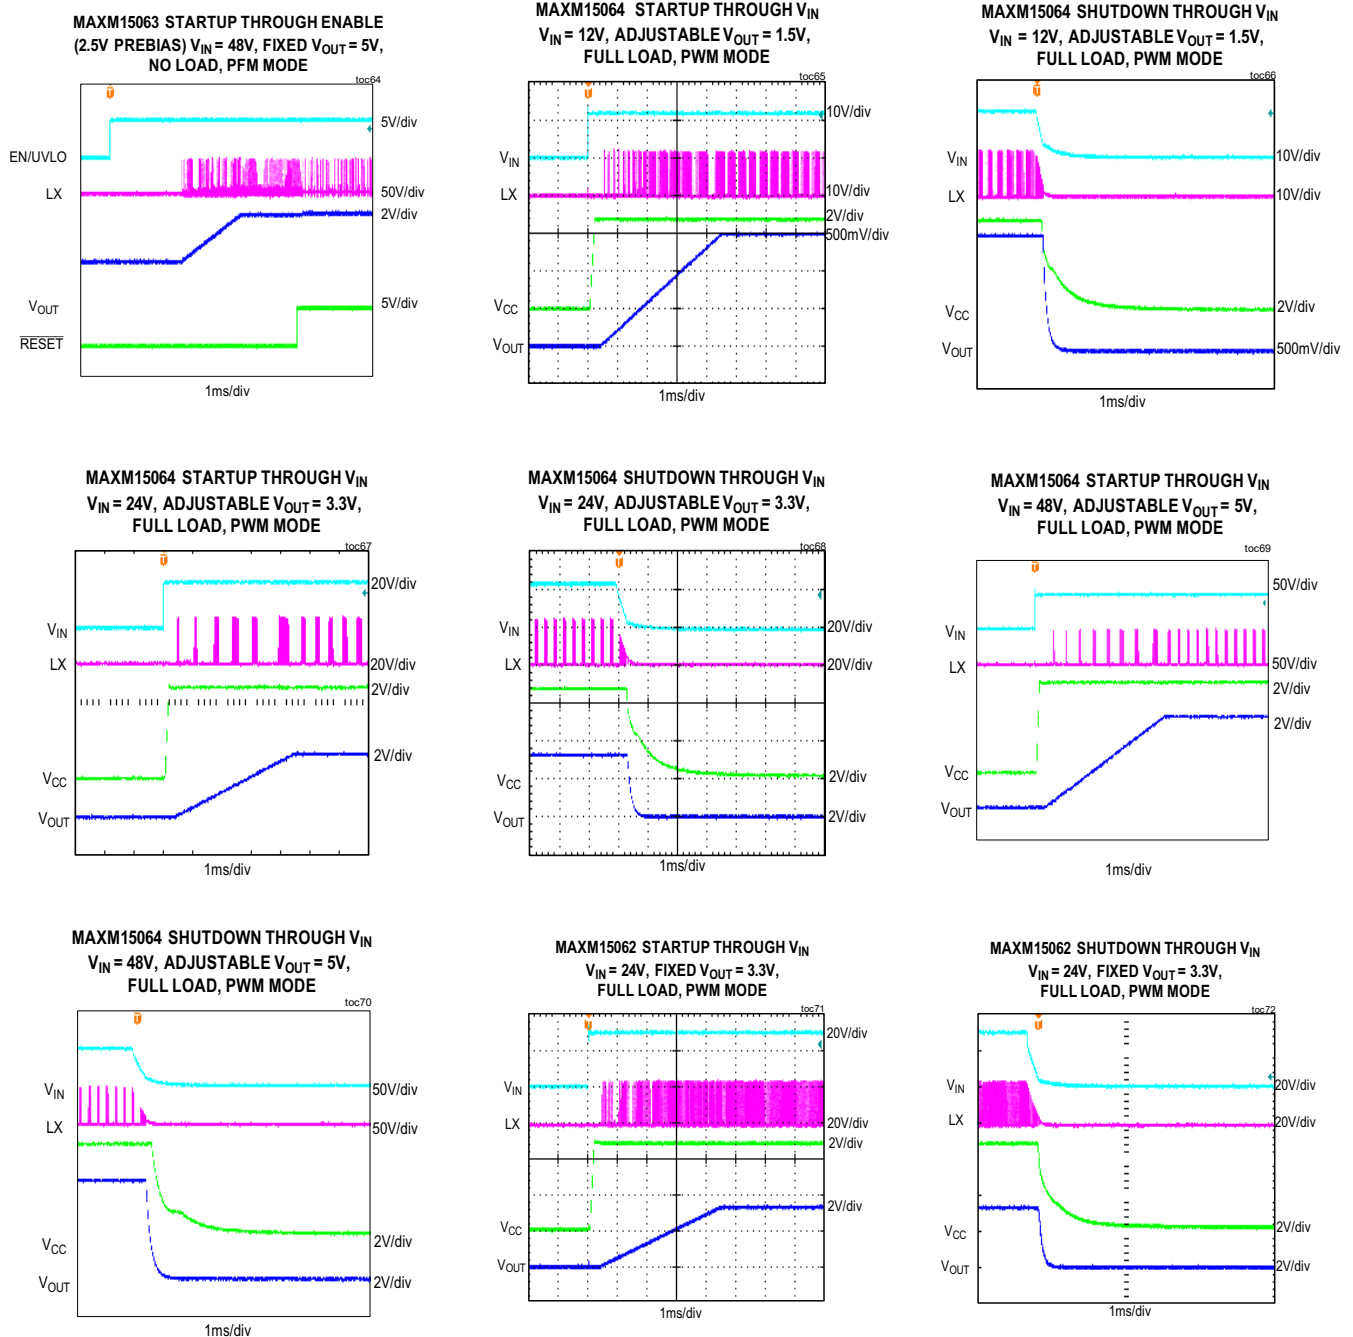 MAXM15063 STARTUP THROUGH ENABLE
(2.5V PREBIAS) VIN = 48V, FIXED VOUT = 5V,
NO LOAD, PFM MODE
toc64
T
5V/div
EN/UVLO
LX
50V/div
2V/div
VOUT
5V/div
RESET
1ms/div
MAXM15064 STARTUP THROUGH VIN
VIN = 12V, ADJUSTABLE VOUT = 1.5V,
FULL LOAD, PWM MODE
toc65
T
10V/div
VIN
LX
10V/div
2V/div
500mV/div
VCC
VOUT
1ms/div
MAXM15064 SHUTDOWN THROUGH VIN
VIN = 12V, ADJUSTABLE VOUT = 1.5V,
FULL LOAD, PWM MODE
toc66
T
VIN
10V/div
LX
10V/div
VCC
2V/div
VOUT
500mV/div
1ms/div
MAXM15064 STARTUP THROUGH VIN
VIN = 24V, ADJUSTABLE VOUT = 3.3V,
FULL LOAD, PWM MODE
toc67
T
20V/div
VIN
LX
20V/div
2V/div
2V/div
VCC
VOUT
1ms/div
MAXM15064 SHUTDOWN THROUGH VIN
VIN = 24V, ADJUSTABLE VOUT = 3.3V,
FULL LOAD, PWM MODE
toc68
T
VIN
20V/div
LX
20V/div
VCC
2V/div
VOUT
2V/div
1ms/div
MAXM15064 STARTUP THROUGH VIN
VIN = 48V, ADJUSTABLE VOUT = 5V,
FULL LOAD, PWM MODE
toc69
T
50V/div
VIN
LX
50V/div
2V/div
2V/div
VCC
VOUT
1ms/div
MAXM15064 SHUTDOWN THROUGH VIN
VIN = 48V, ADJUSTABLE VOUT = 5V,
FULL LOAD, PWM MODE
toc70
T
VIN
50V/div
LX
50V/div
VCC
2V/div
VOUT
2V/div
1ms/div
MAXM15062 STARTUP THROUGH VIN
VIN = 24V, FIXED VOUT = 3.3V,
FULL LOAD, PWM MODE
toc71
T
20V/div
VIN
LX
20V/div
2V/div
2V/div
VCC
VOUT
1ms/div
MAXM15062 SHUTDOWN THROUGH VIN
VIN = 24V, FIXED VOUT = 3.3V,
FULL LOAD, PWM MODE
toc72
T
VIN
20V/div
LX
20V/div
VCC
2V/div
VOUT
2V/div
1ms/div